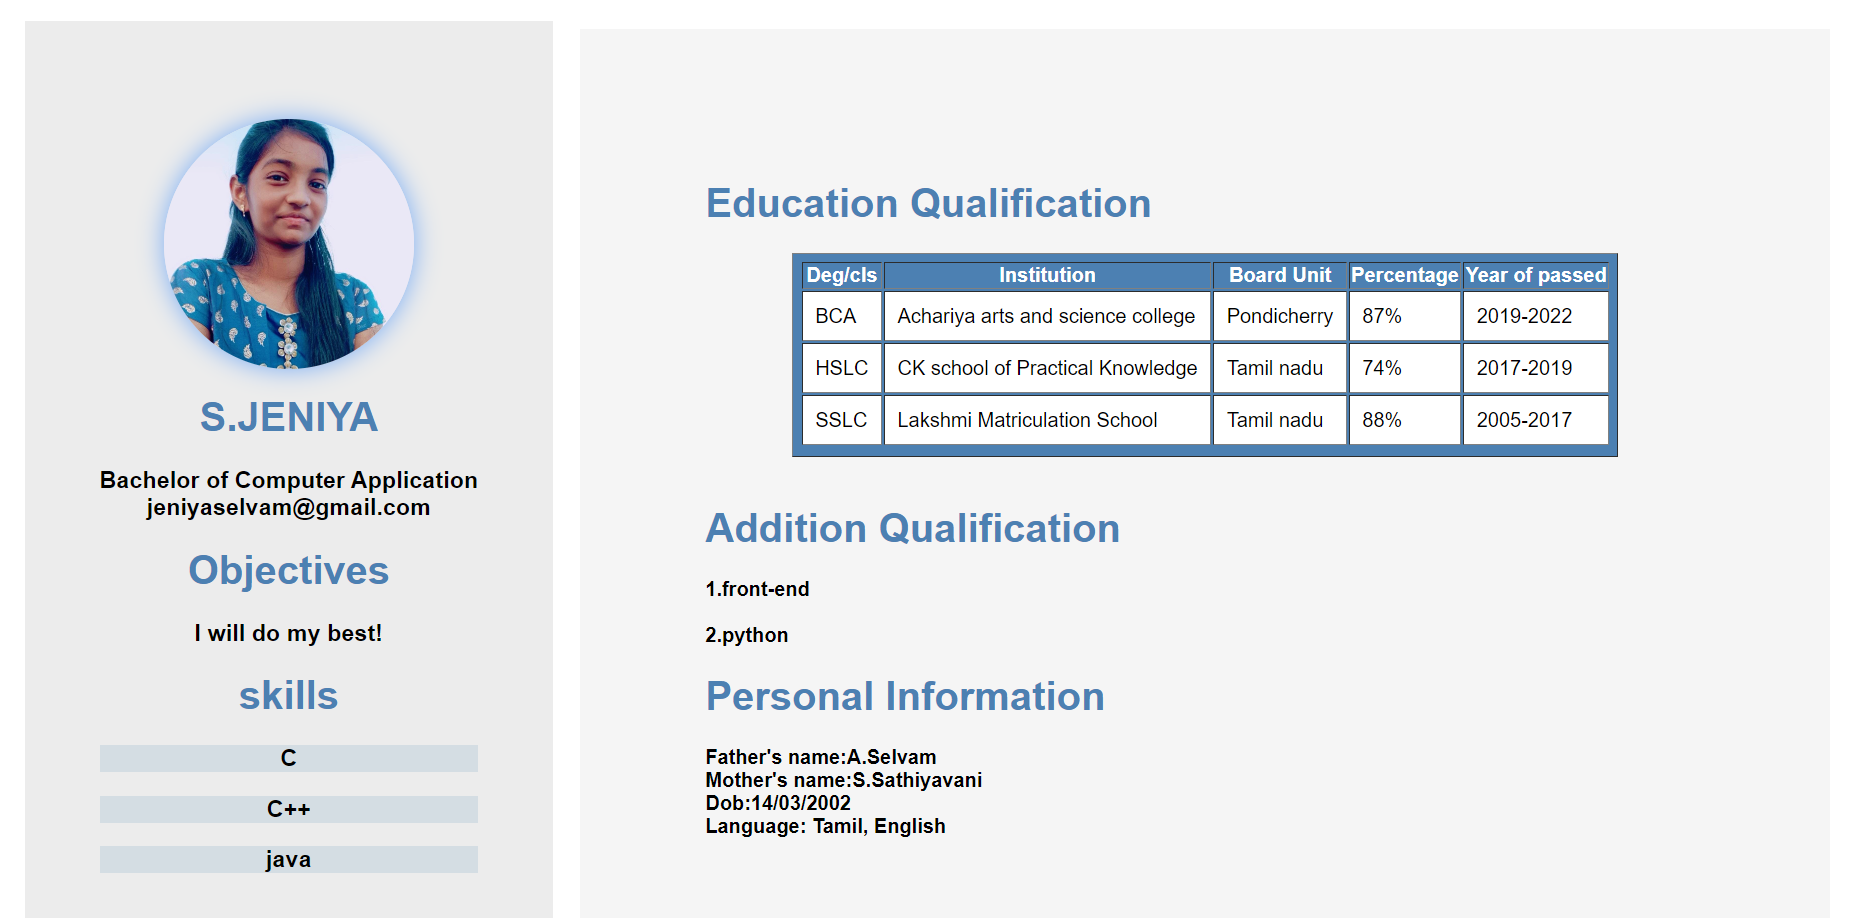 S.JENIYA
Bachelor of Computer Application
jeniyaselvam@gmail.com
Objectives
I will do my best!
skills
C
C++
java
Education Qualification
Deg/cls Institution Board Unit Percentage Year of passed
BCA Achariya arts and science college Pondicherry 87% 2019-2022
HSLC CK school of Practical Knowledge Tamil nadu 74% 2017-2019
SSLC Lakshmi Matriculation School Tamil nadu 88% 2005-2017
Addition Qualification
1.front-end
2.python
Personal Information
Father's name:A.Selvam
Mother's name:S.Sathiyavani
Dob:14/03/2002
Language: Tamil, English